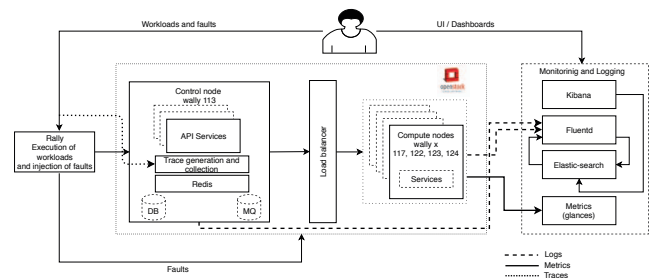 Workloads and faults
UI / Dashboards
openstack
Control node
wally 113
API Services
Trace generation and
collection
Redis
DB
MQ
Rally
Execution of
workloads
and injection of faults
Load balancer
Compute nodes
wally x
117, 122, 123, 124
Services
Monitorinig and Logging
Kibana
Fluentd
Elastic-search
Metrics
(glances)
Faults
Logs
Metrics
Traces